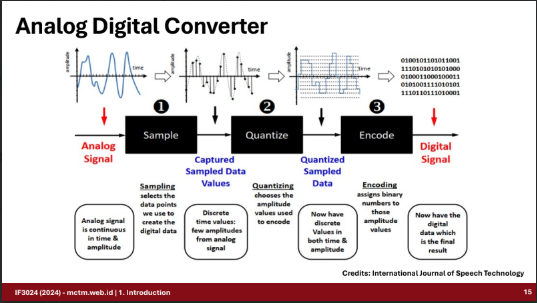 Analog Digital Converter
amplitude
time
amplitude
time
amplitude
time
010010110101011001
1110101010101000
0100011000100011
0101001111010101
1110110111010001
1
2
3
Sample
Quantize
Encode
Analog
Signal
Captured
Sampled Data
Values
Quantized
Sampled
Data
Digital
Signal
Sampling
selects the
data points
we use to
create the
digital data
Quantizing
chooses the
amplitude
values used
to encode
Encoding
assigns binary
numbers to
those
amplitude
values
Analog signal
is continuous
in time &
amplitude
Discrete
time values:
few amplitudes
from analog
signal
Now have
discrete
Values in
both time &
amplitude
Now have the
digital
data which
is the final
result
Credits: International Journal of Speech Technology
IF3024 (2024) - mctm.web.id | 1. Introduction
15